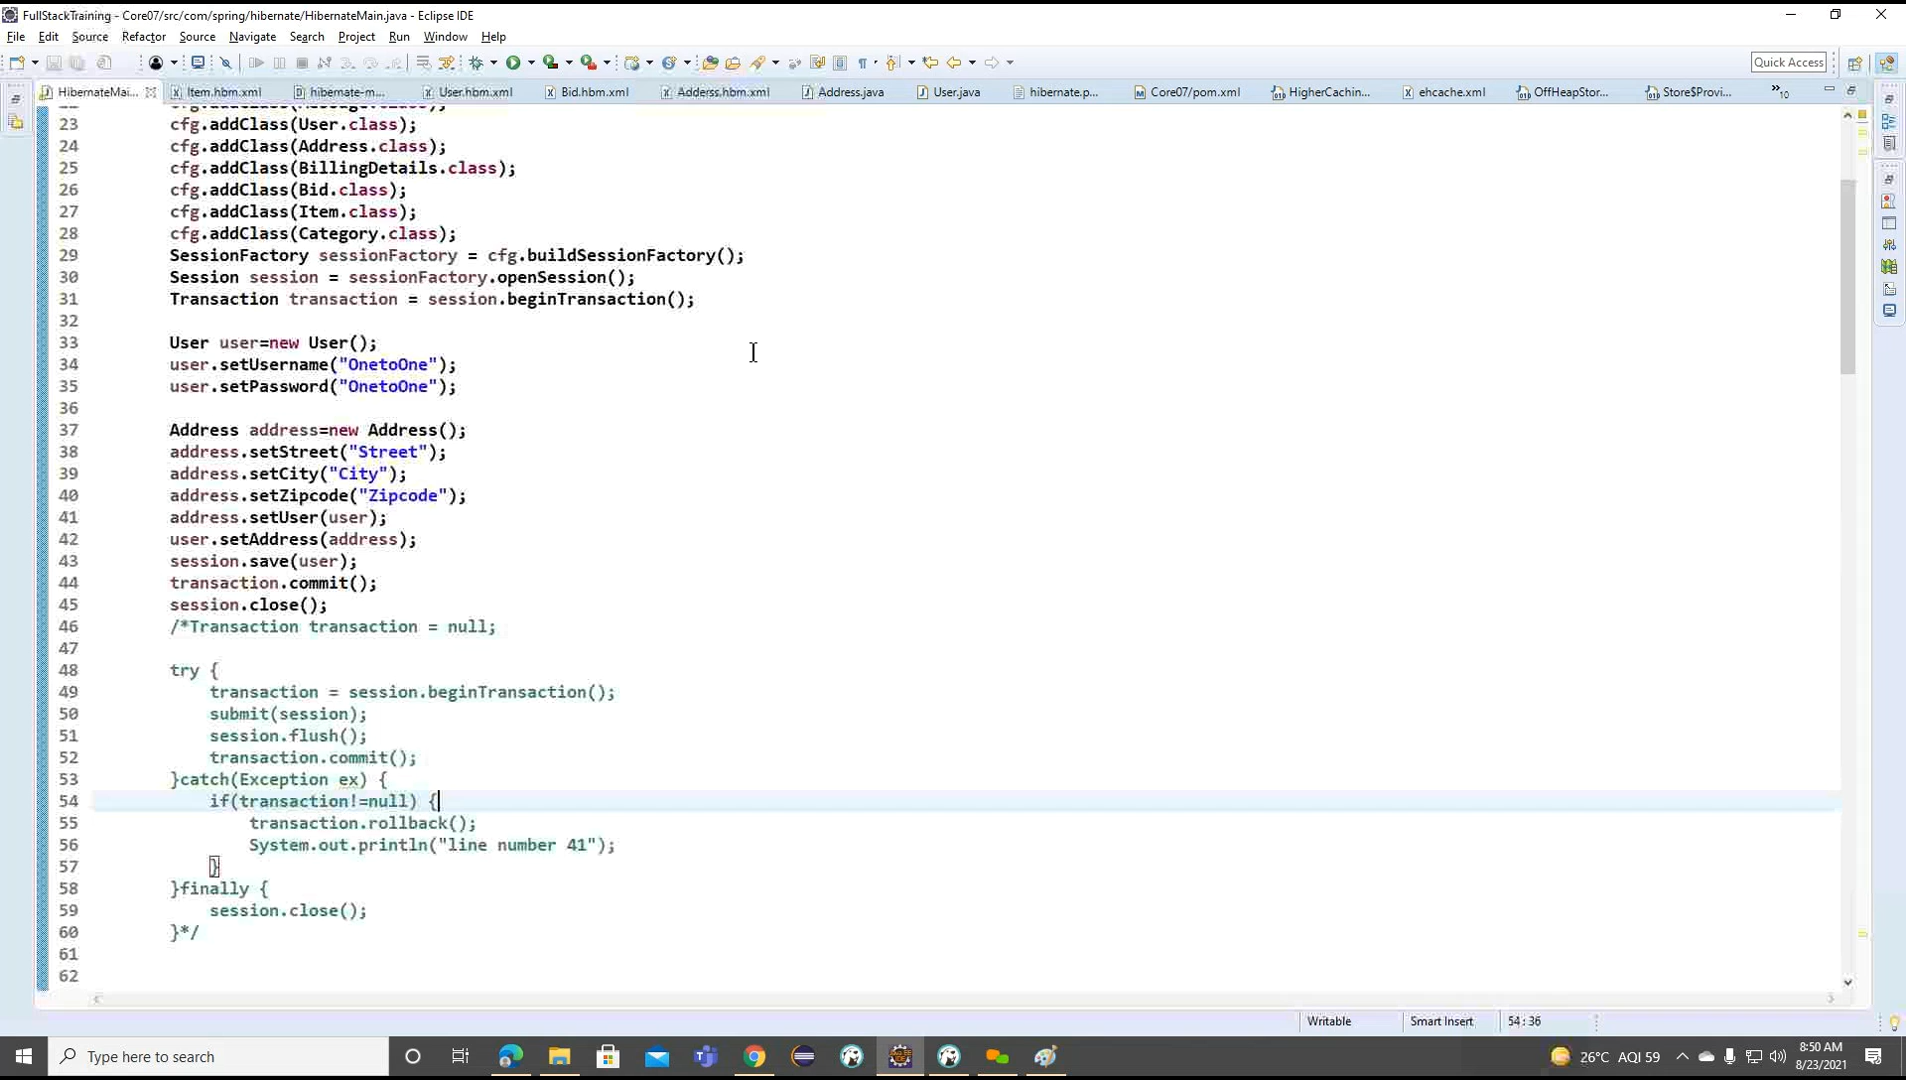 FullStackTraining - Core07/src/com/spring/hibernate/HibernateMain.java - Eclipse IDE
File Edit Source Refactor Source Navigate Search Project Run Window Help
Quick Access
HibernateMai... Item.hbm.xml hibernate-m... User.hbm.xml Bid.hbm.xml Adderss.hbm.xml Address.java User.java hibernate.p... Core07/pom.xml HigherCachin... ehcache.xml OffHeapStor... Store$Provi... »10
23 cfg.addClass(User.class);
24 cfg.addClass(Address.class);
25 cfg.addClass(BillingDetails.class);
26 cfg.addClass(Bid.class);
27 cfg.addClass(Item.class);
28 cfg.addClass(Category.class);
29 SessionFactory sessionFactory = cfg.buildSessionFactory();
30 Session session = sessionFactory.openSession();
31 Transaction transaction = session.beginTransaction();
32
33 User user=new User();
34 user.setUsername("OnetoOne");
35 user.setPassword("OnetoOne");
36
37 Address address=new Address();
38 address.setStreet("Street");
39 address.setCity("City");
40 address.setZipcode("Zipcode");
41 address.setUser(user);
42 user.setAddress(address);
43 session.save(user);
44 transaction.commit();
45 session.close();
46 /*Transaction transaction = null;
47
48 try {
49 transaction = session.beginTransaction();
50 submit(session);
51 session.flush();
52 transaction.commit();
53 }catch(Exception ex) {
54 if(transaction!=null) {
55 transaction.rollback();
56 System.out.println("line number 41");
57 }
58 }finally {
59 session.close();
60 }*/
61
62
Writable Smart Insert 54:36
Type here to search
26°C AQI 59
8:50 AM
8/23/2021